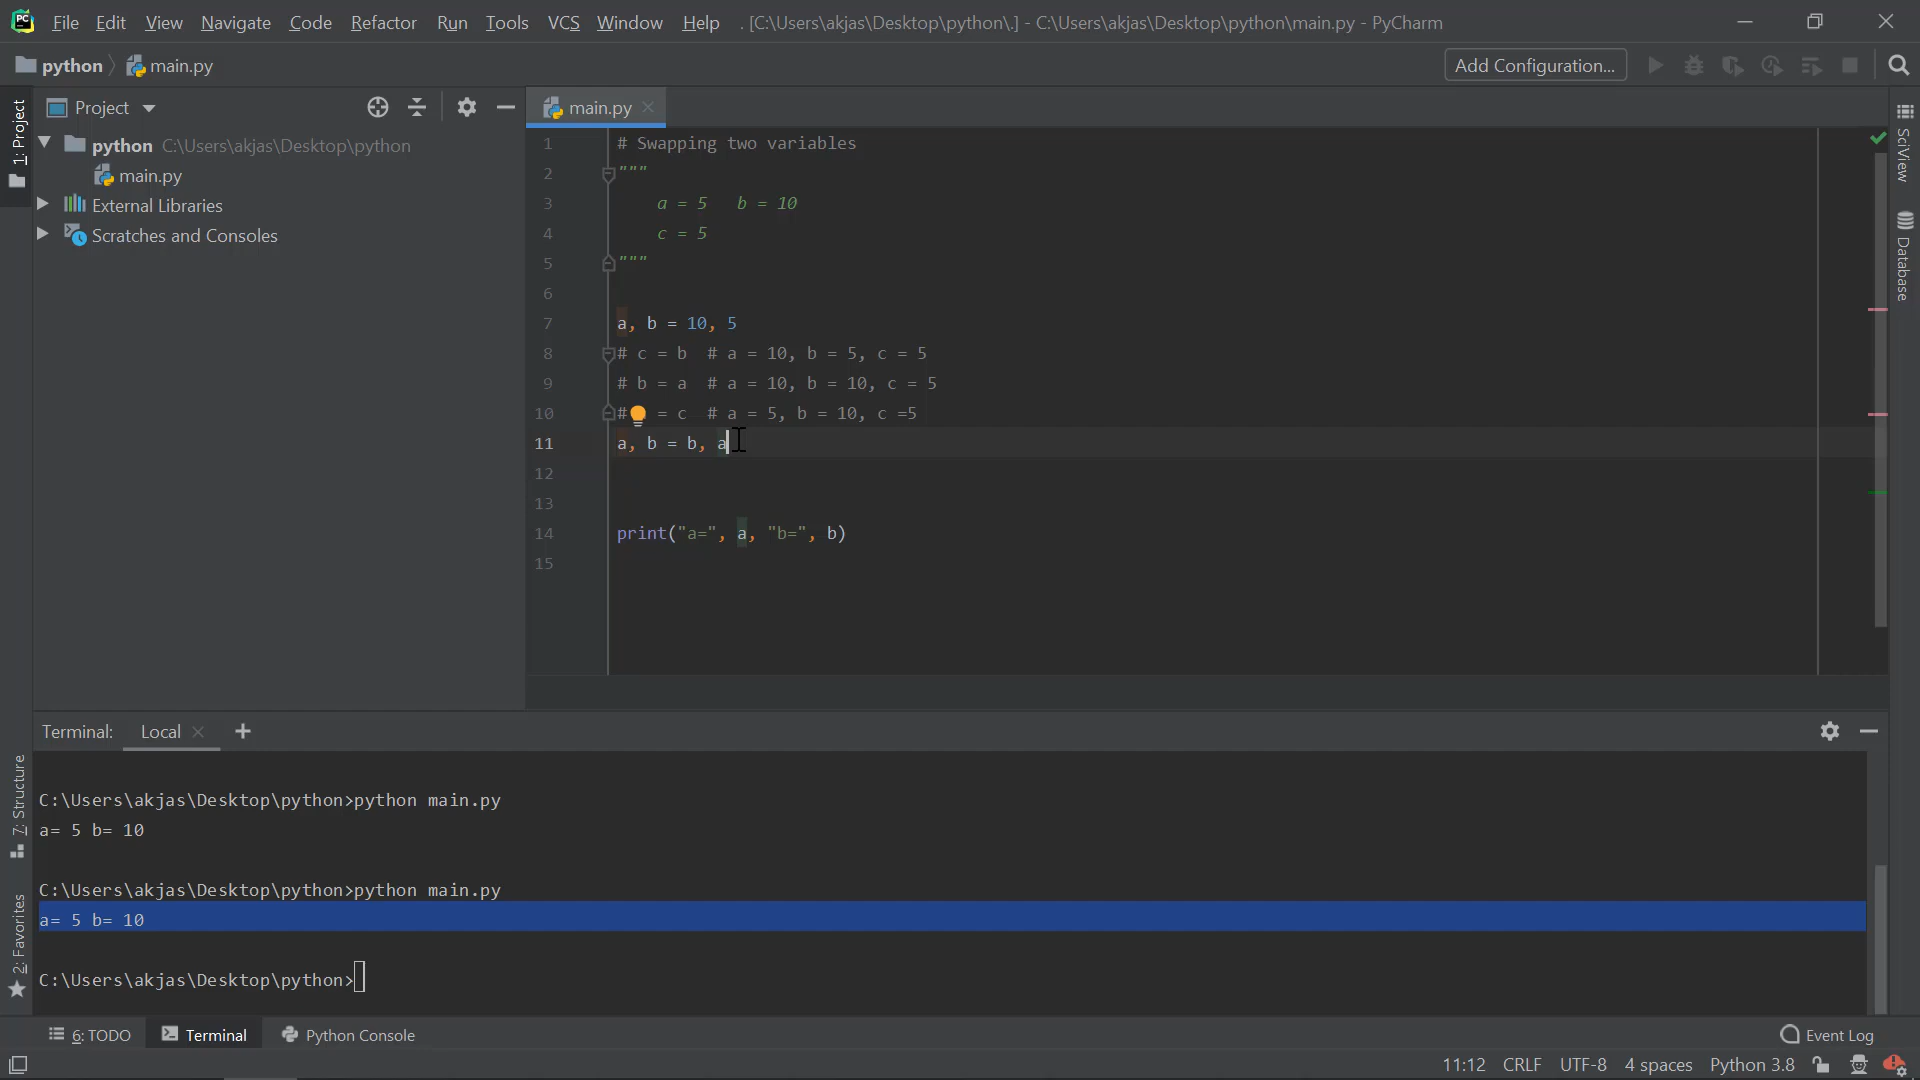 PC File Edit View Navigate Code Refactor Run Tools VCS Window Help . [C:\Users\akjas\Desktop\python\.] - C:\Users\akjas\Desktop\python\main.py - PyCharm
python main.py Add Configuration...
1: Project
Project
python C:\Users\akjas\Desktop\python
main.py
External Libraries
Scratches and Consoles
main.py
1 # Swapping two variables
2 """
3 a = 5   b = 10
4 c = 5
5 """
6
7 a, b = 10, 5
8 # c = b  # a = 10, b = 5, c = 5
9 # b = a  # a = 10, b = 10, c = 5
10 # = c  # a = 5, b = 10, c =5
11 a, b = b, a
12
13
14 print("a=", a, "b=", b)
15
SciView
Database
Terminal: Local
C:\Users\akjas\Desktop\python>python main.py
a= 5 b= 10
C:\Users\akjas\Desktop\python>python main.py
a= 5 b= 10
C:\Users\akjas\Desktop\python>
7: Structure
2: Favorites
6: TODO Terminal Python Console Event Log
11:12 CRLF UTF-8 4 spaces Python 3.8